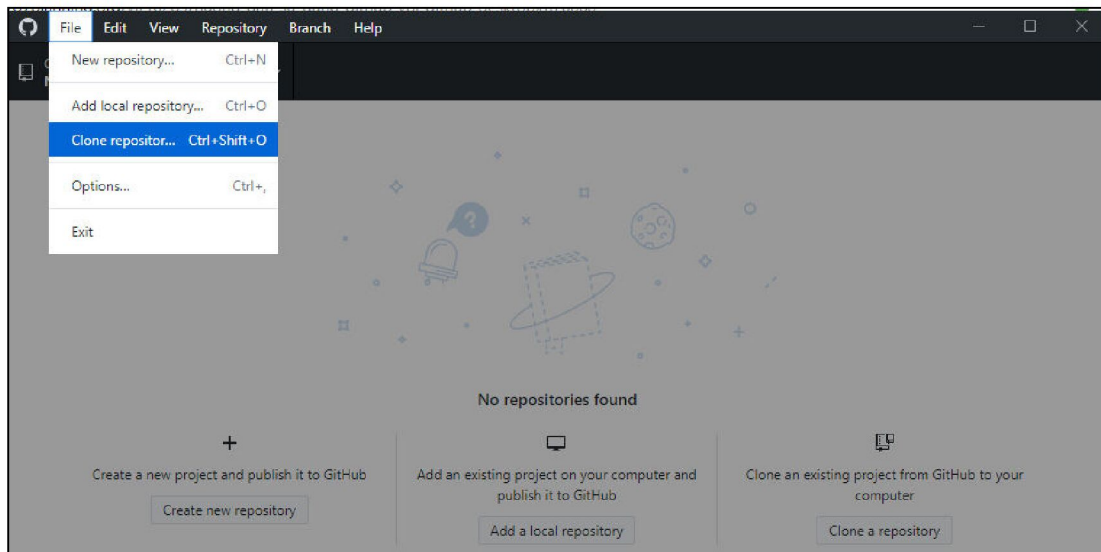 File Edit View Repository Branch Help
New repository... Ctrl+N
Add local repository... Ctrl+O
Clone repositor... Ctrl+Shift+O
Options... Ctrl+,
Exit
?
No repositories found
Create a new project and publish it to GitHub
Create new repository
Add an existing project on your computer and
publish it to GitHub
Add a local repository
Clone an existing project from GitHub to your
computer
Clone a repository